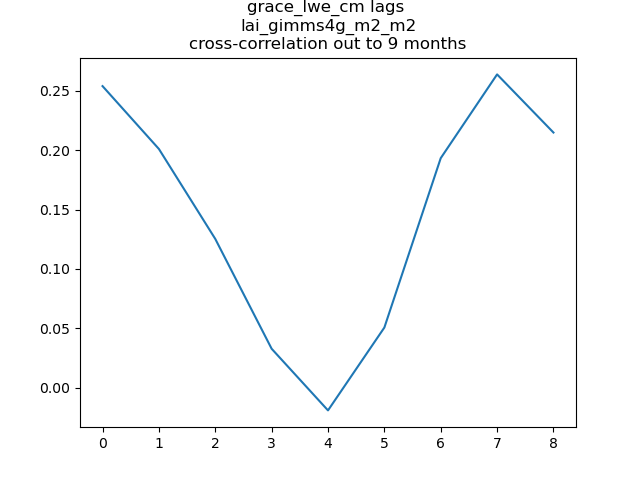 grace_lwe_cm lags
lai_gimms4g_m2_m2
cross-correlation out to 9 months
0.25
0.20
0.15
0.10
0.05
0.00
0 1 2 3 4 5 6 7 8